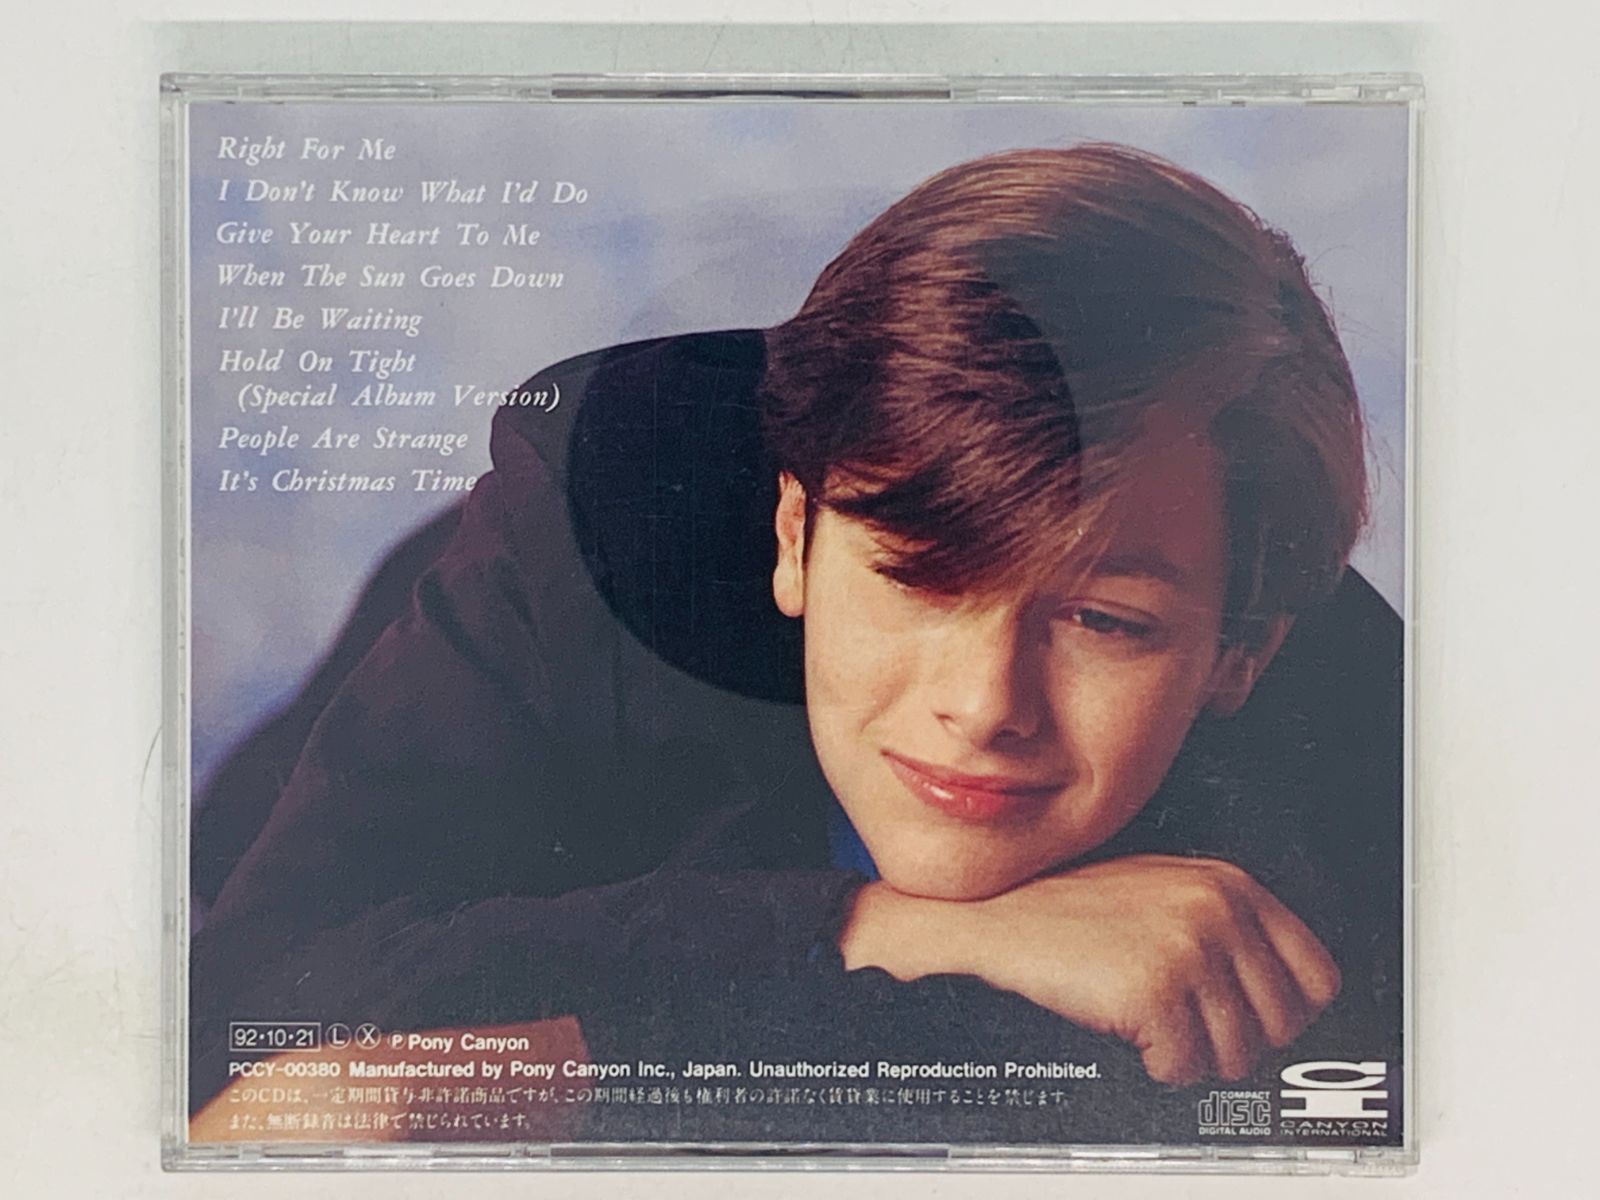 Right For Me
I Don't Know What I'd Do
Give Your Heart To Me
When The Sun Goes Down
I'll Be Waiting
Hold On Tight
(Special Album Version)
People Are Strange
It's Christmas Time
92・10・21 Ⓛ Ⓧ Ⓟ Pony Canyon
PCCY-00380 Manufactured by Pony Canyon Inc., Japan. Unauthorized Reproduction Prohibited.
このCDは、一定期間貸与非許諾商品ですが、この期間経過後も権利者の許諾なく賃貸業に使用することを禁じます。
また、無断録音は法律で禁じられています。
COMPACT
disc
DIGITAL AUDIO
CANYON
INTERNATIONAL